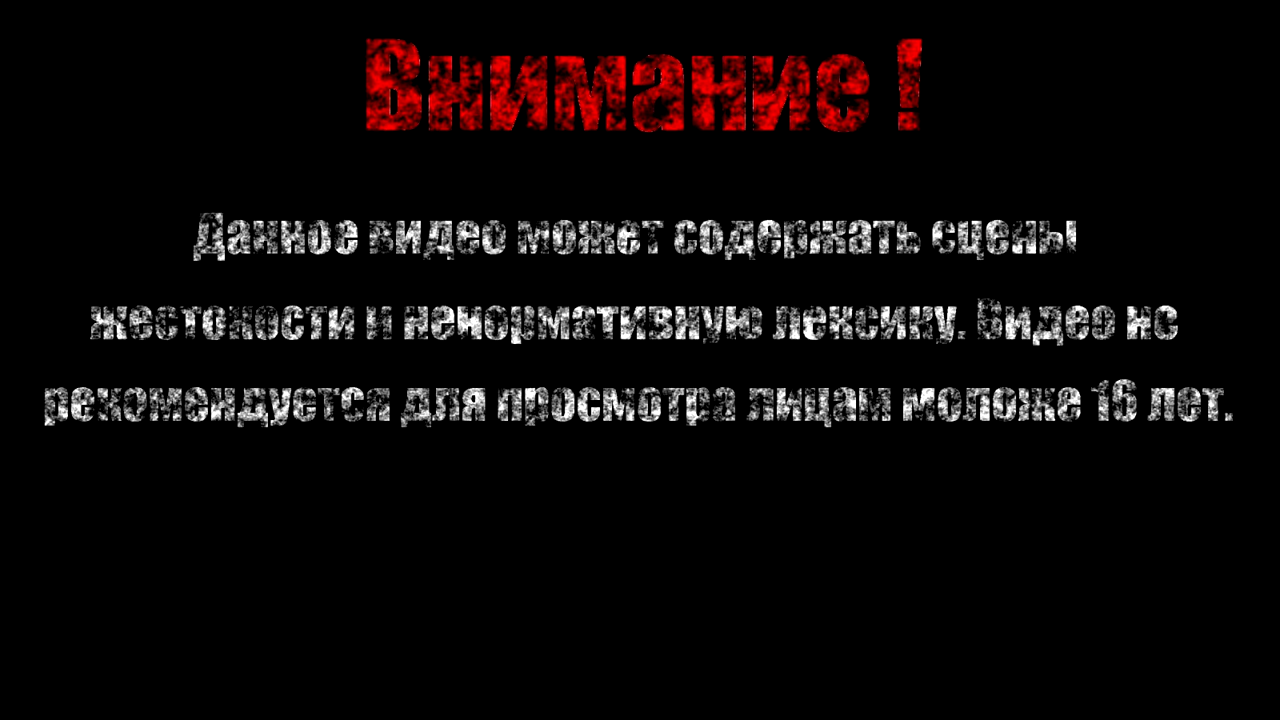 Внимание !
Данное видео может содержать сцены
жестокости и ненормативную лексику. Видео не
рекомендуется для просмотра лицам моложе 16 лет.